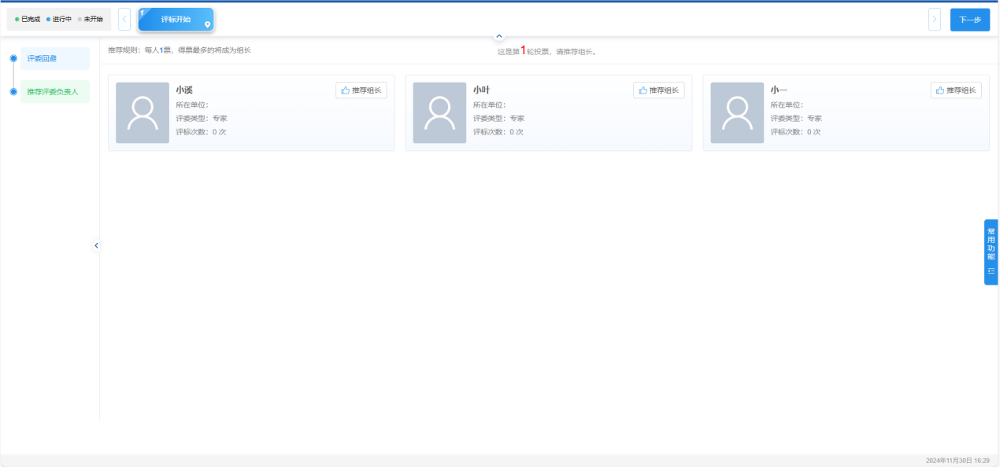 已完成 进行中 未开始
1 评标开始
下一步
评委回避
推荐评委负责人
推荐规则：每人1票，得票最多的将成为组长
这是第1轮投票，请推荐组长。
小溪
推荐组长
所在单位：
评委类型：专家
评标次数：0 次
小叶
推荐组长
所在单位：
评委类型：专家
评标次数：0 次
小一
推荐组长
所在单位：
评委类型：专家
评标次数：0 次
常用功能
2024年11月30日 16:29